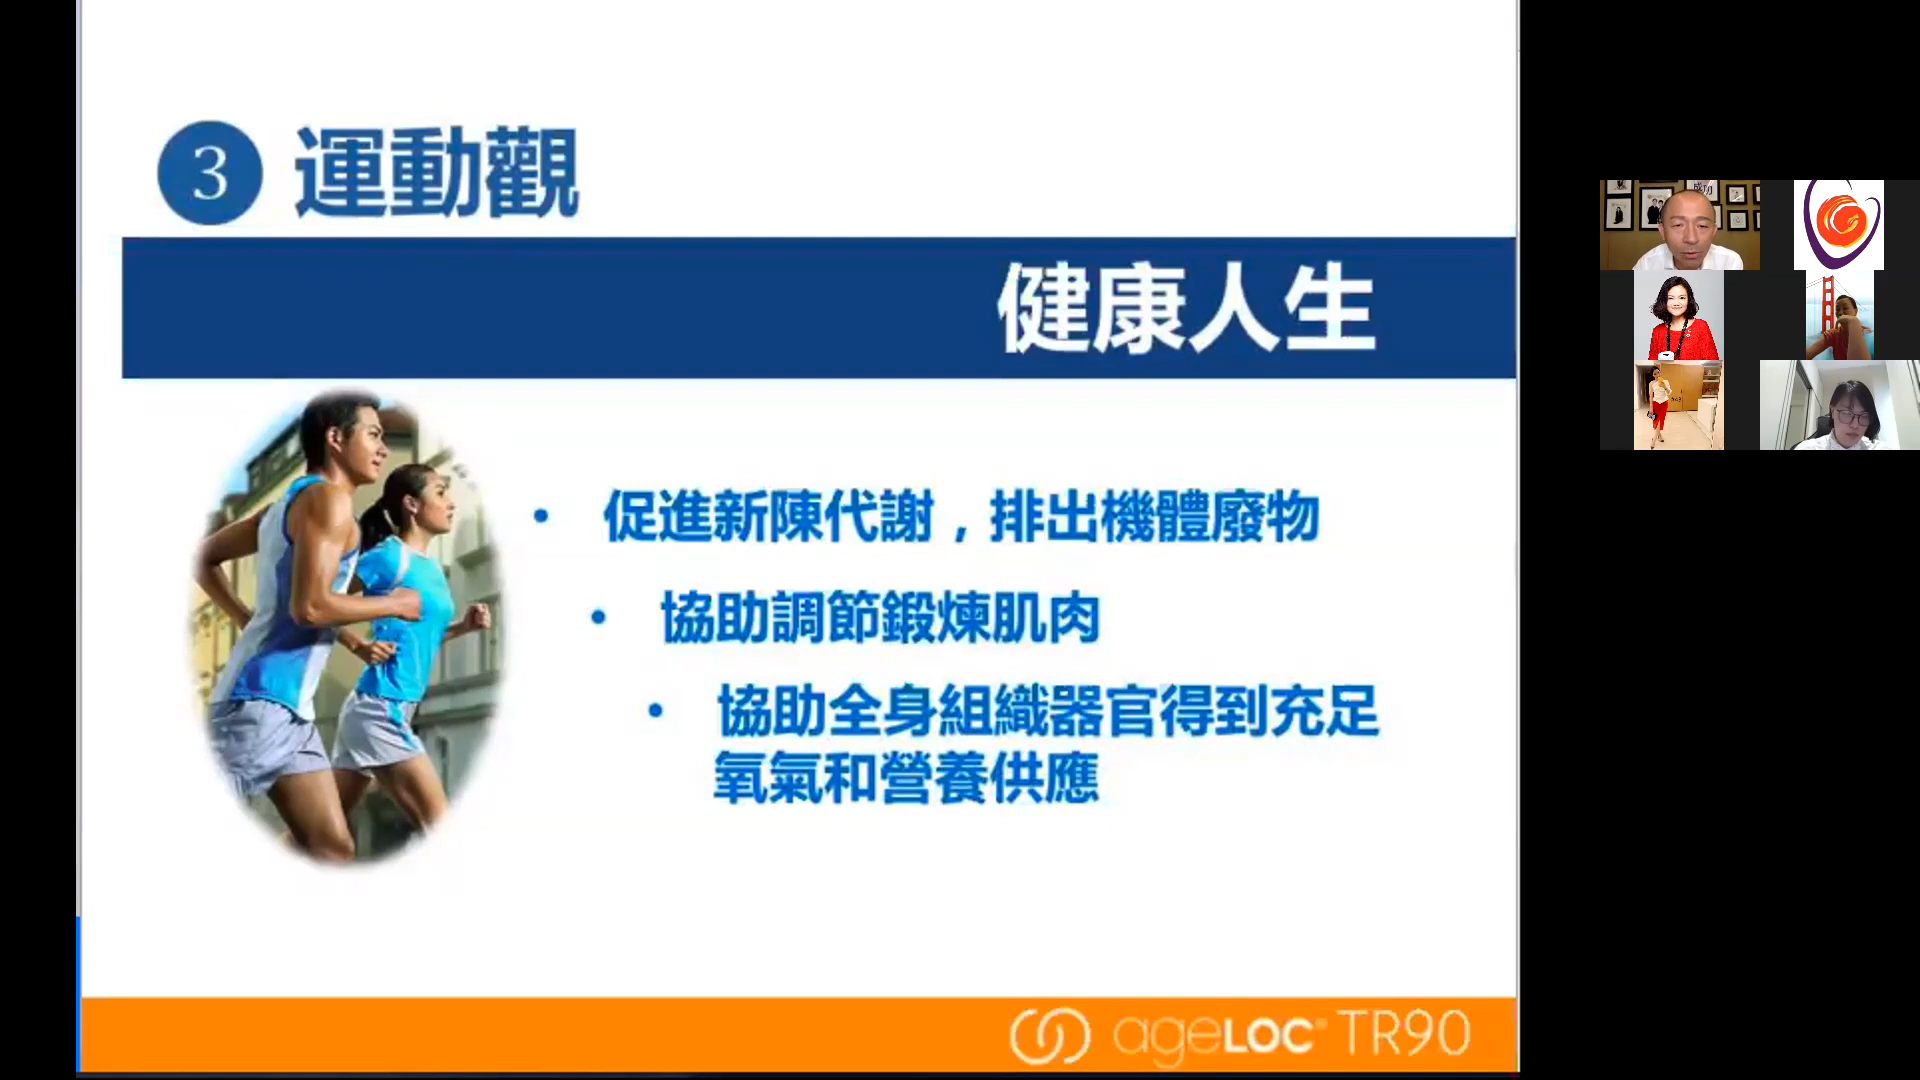 3 運動觀
健康人生
• 促進新陳代謝，排出機體廢物
• 協助調節鍛煉肌肉
• 協助全身組織器官得到充足
氧氣和營養供應
ageLOC® TR90
成功